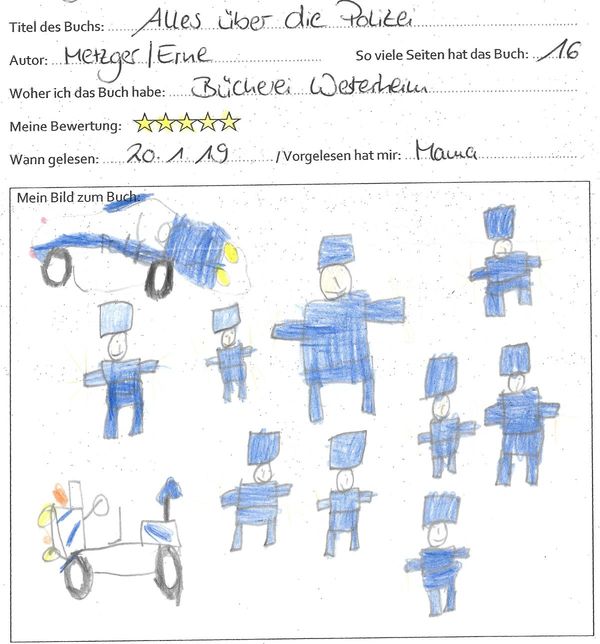 Titel des Buchs: Alles über die Polizei
Autor: Metzger/Erne So viele Seiten hat das Buch: 16
Woher ich das Buch habe: Bücherei Westerheim
Meine Bewertung:
Wann gelesen: 20.1.19 / Vorgelesen hat mir: Mama
Mein Bild zum Buch: